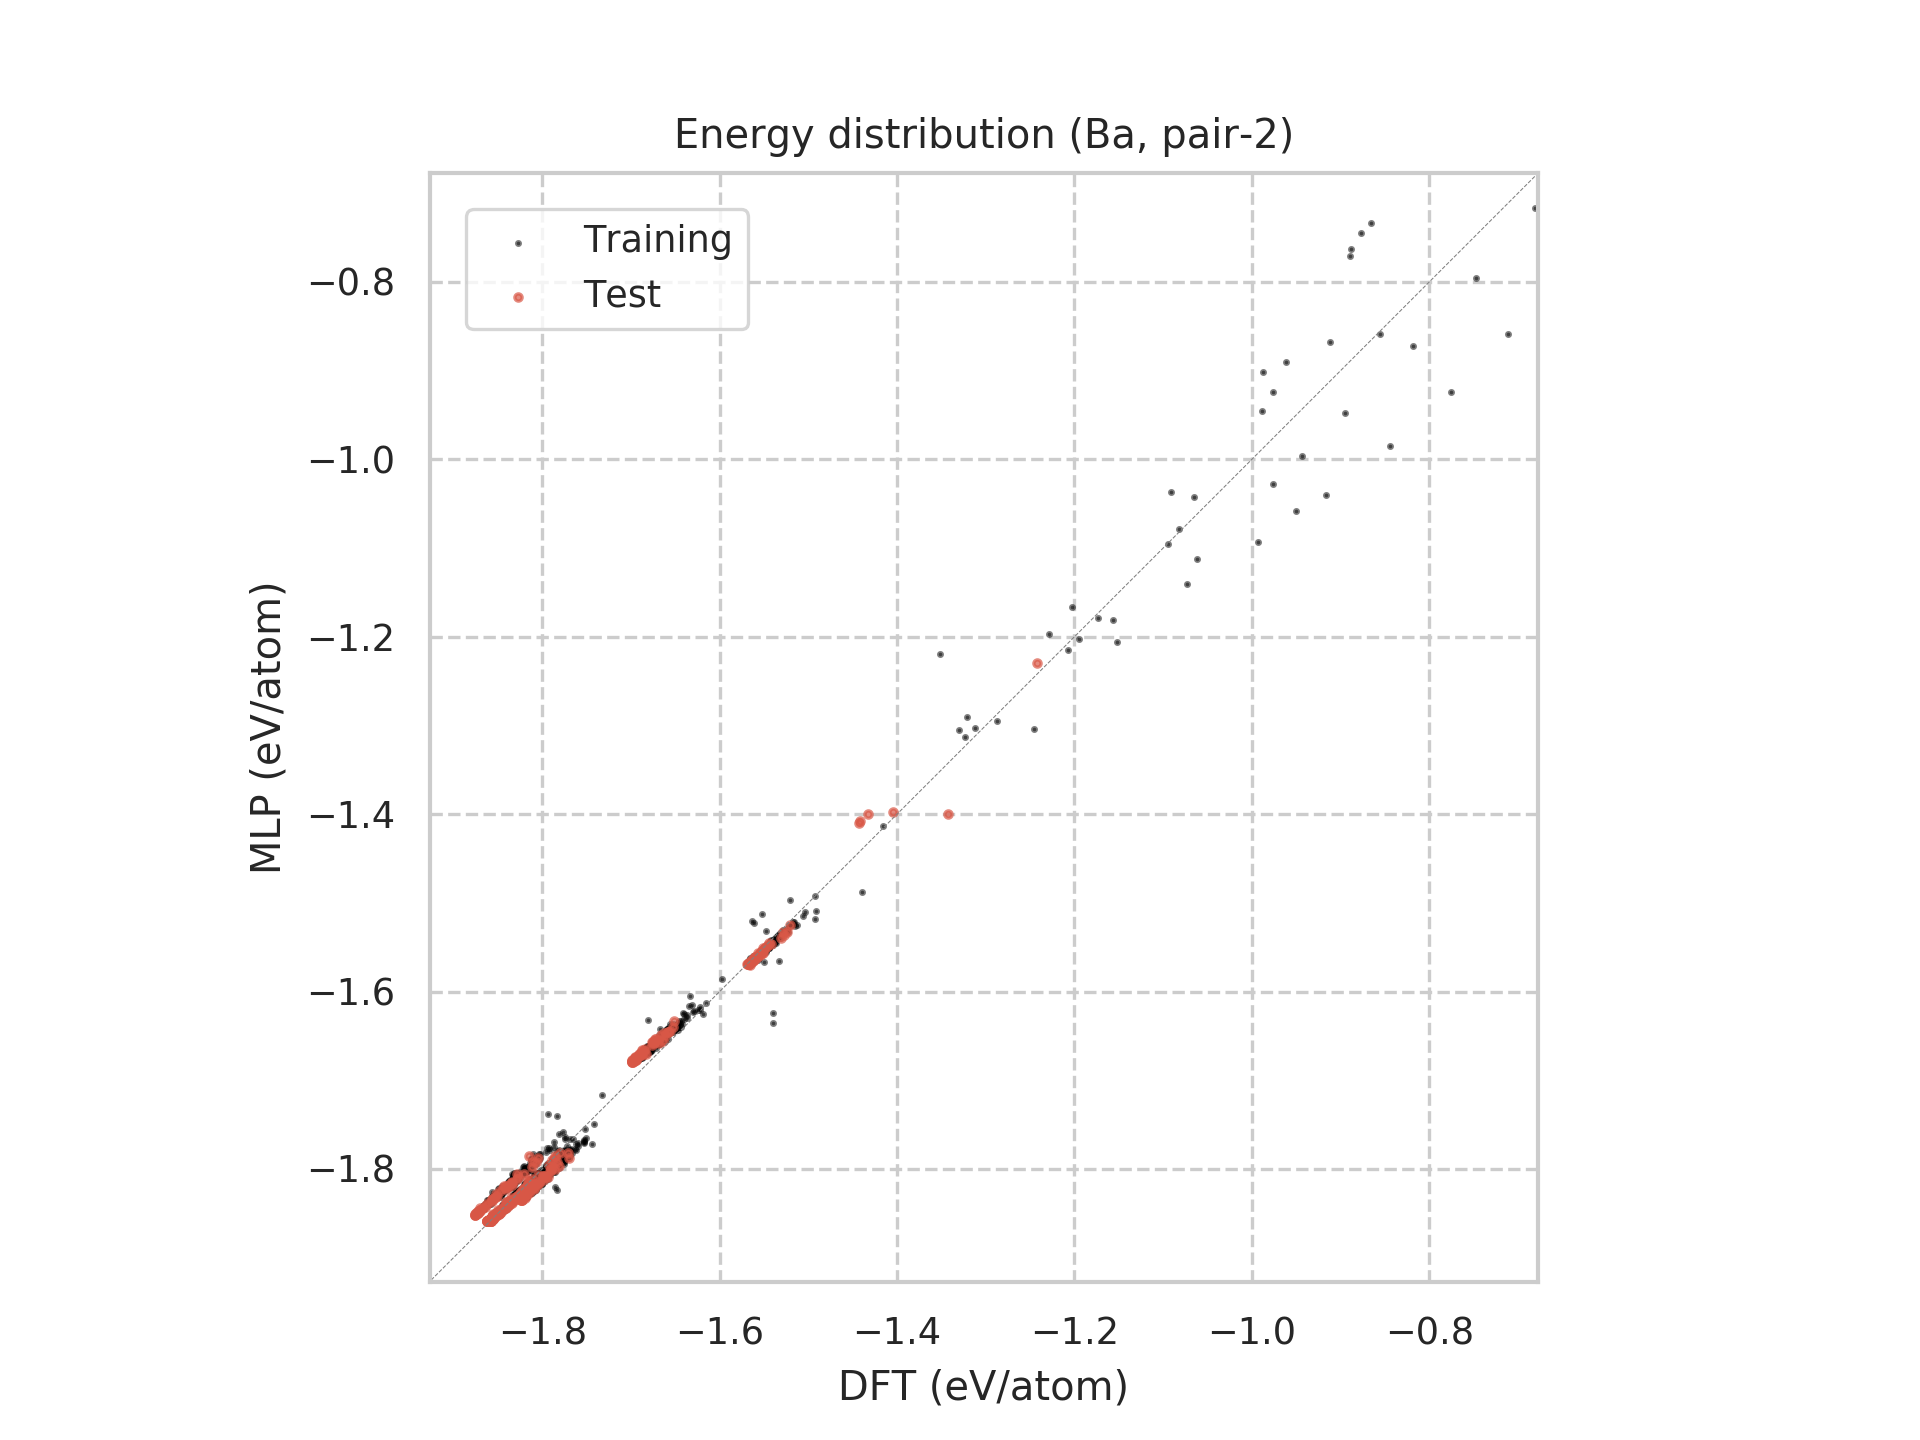 Energy distribution (Ba, pair-2)
Training
Test
−0.8
−1.0
−1.2
−1.4
−1.6
−1.8
MLP (eV/atom)
−1.8 −1.6 −1.4 −1.2 −1.0 −0.8
DFT (eV/atom)